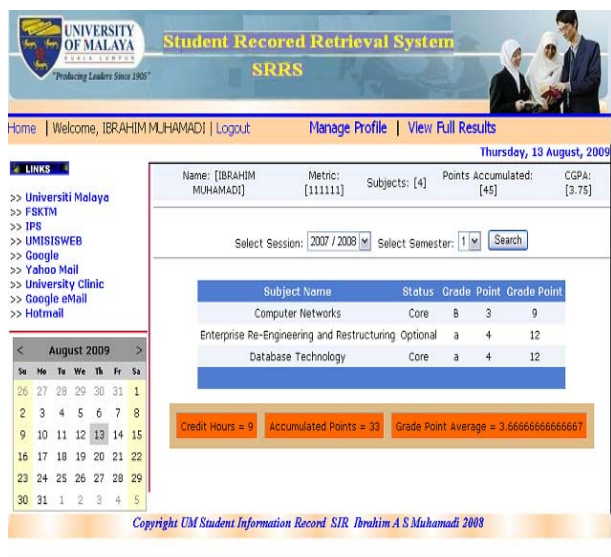 UNIVERSITY
OF MALAYA
KUALA LUMPUR
"Producing Leaders Since 1905"
Student Recored Retrieval System
SRRS
Home | Welcome, IBRAHIM MUHAMADI | Logout Manage Profile | View Full Results
Thursday, 13 August, 2009
LINKS
>> Universiti Malaya
>> FSKTM
>> IPS
>> UMISISWEB
>> Google
>> Yahoo Mail
>> University Clinic
>> Google eMail
>> Hotmail
< August 2009 >
Su Mo Tu We Th Fr Sa
26 27 28 29 30 31 1
2 3 4 5 6 7 8
9 10 11 12 13 14 15
16 17 18 19 20 21 22
23 24 25 26 27 28 29
30 31 1 2 3 4 5
Name: [IBRAHIM MUHAMADI] Metric: [111111] Subjects: [4] Points Accumulated: [45] CGPA: [3.75]
Select Session: 2007 / 2008 Select Semester: 1 Search
Subject Name Status Grade Point Grade Point
Computer Networks Core B 3 9
Enterprise Re-Engineering and Restructuring Optional a 4 12
Database Technology Core a 4 12
Credit Hours = 9 Accumulated Points = 33 Grade Point Average = 3.66666666666667
Copyright UM Student Information Record SIR Ibrahim A S Muhamadi 2008